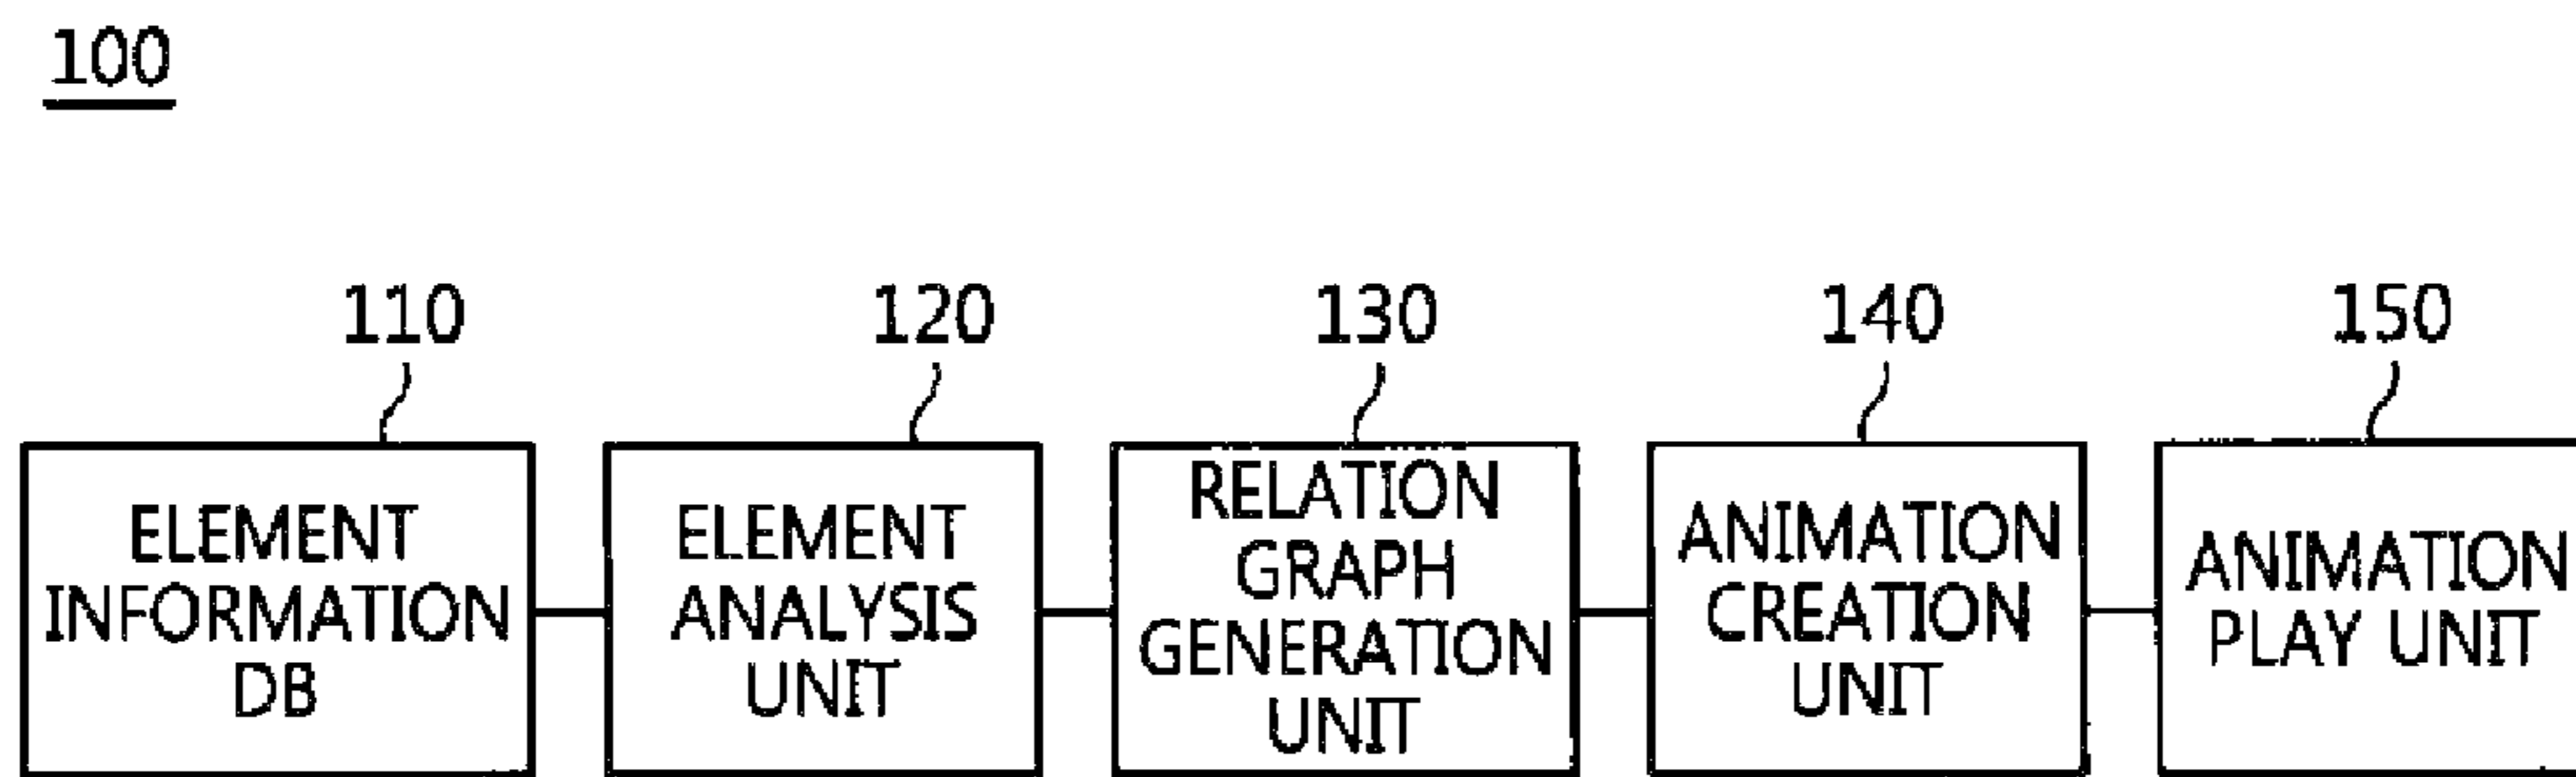 100
110
120
130
140
150
ELEMENT
INFORMATION
DB
ELEMENT
ANALYSIS
UNIT
RELATION
GRAPH
GENERATION
UNIT
ANIMATION
CREATION
UNIT
ANIMATION
PLAY UNIT